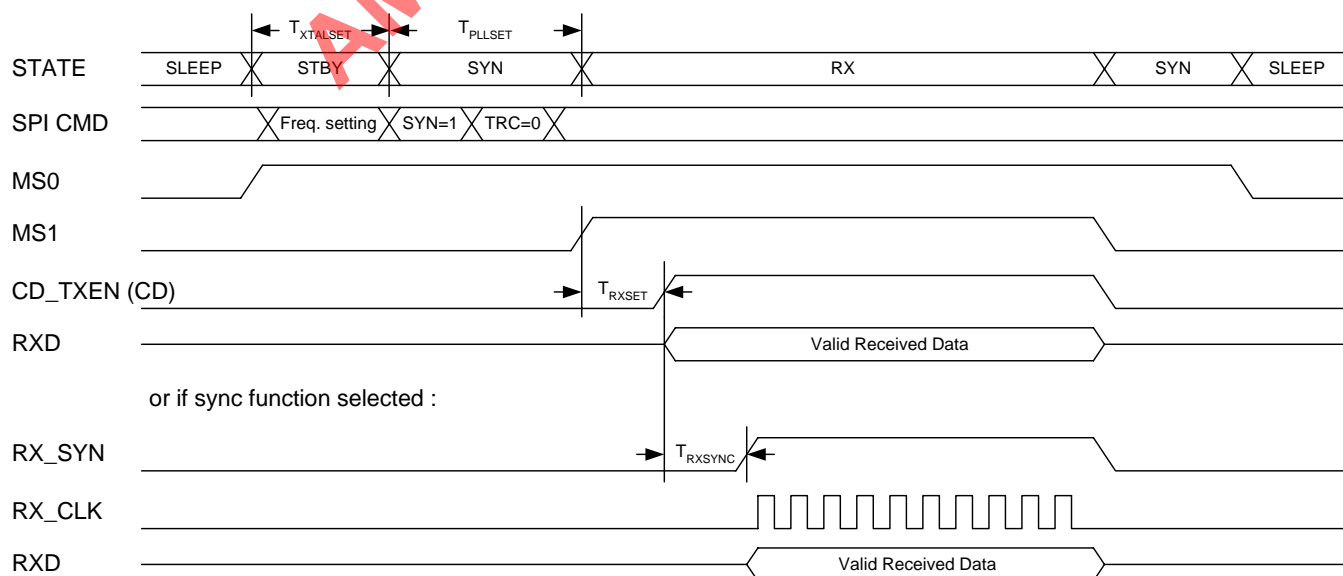 T_XTALSET T_PLLSET
STATE SLEEP STBY SYN RX SYN SLEEP
SPI CMD Freq. setting SYN=1 TRC=0
MS0
MS1
CD_TXEN (CD) T_RXSET
RXD Valid Received Data
or if sync function selected :
RX_SYN T_RXSYNC
RX_CLK
RXD Valid Received Data